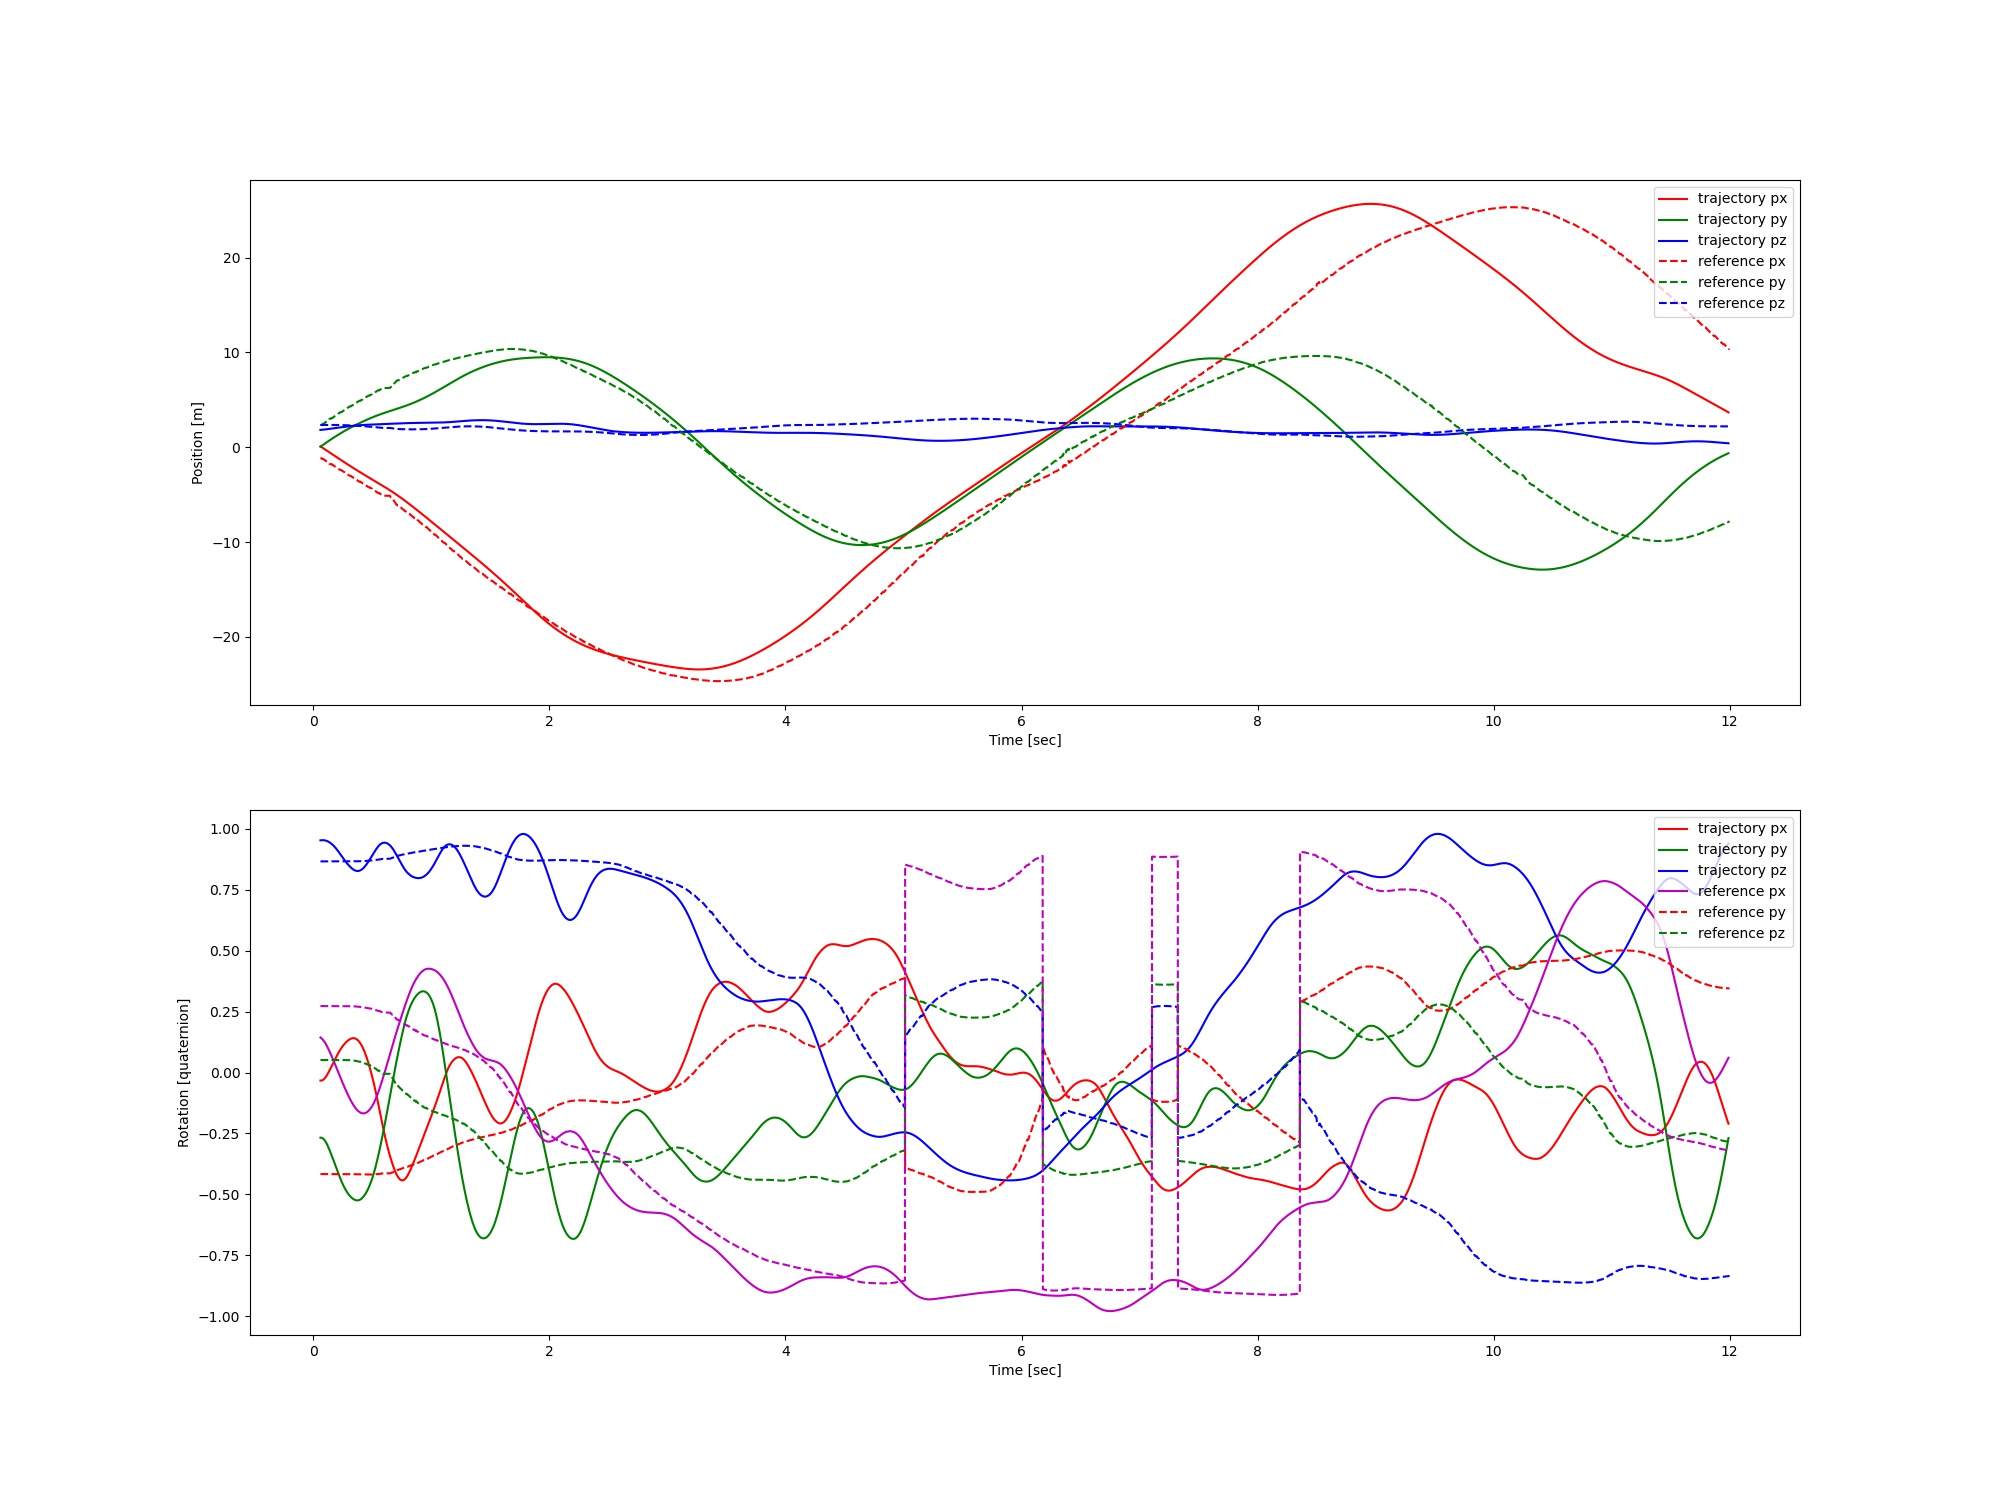 20
10
0
−10
−20
Position [m]
0 2 4 6 8 10 12
Time [sec]
trajectory px
trajectory py
trajectory pz
reference px
reference py
reference pz
1.00
0.75
0.50
0.25
0.00
−0.25
−0.50
−0.75
−1.00
Rotation [quaternion]
0 2 4 6 8 10 12
Time [sec]
trajectory px
trajectory py
trajectory pz
reference px
reference py
reference pz